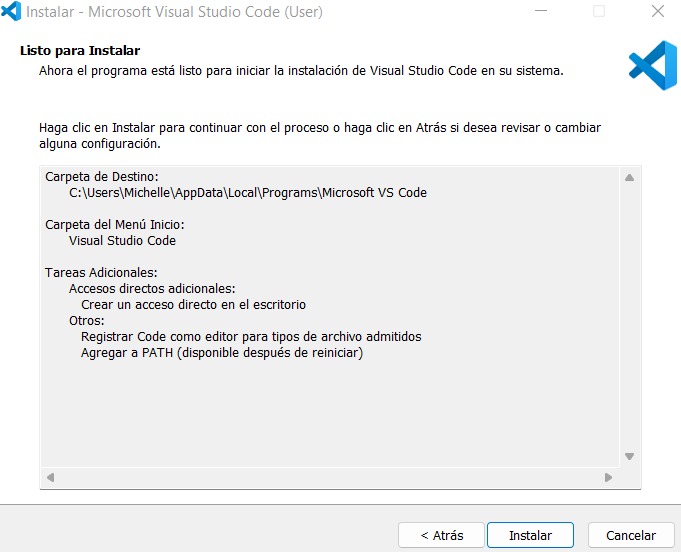 Instalar - Microsoft Visual Studio Code (User)
Listo para Instalar
Ahora el programa está listo para iniciar la instalación de Visual Studio Code en su sistema.
Haga clic en Instalar para continuar con el proceso o haga clic en Atrás si desea revisar o cambiar
alguna configuración.
Carpeta de Destino:
C:\Users\Michelle\AppData\Local\Programs\Microsoft VS Code
Carpeta del Menú Inicio:
Visual Studio Code
Tareas Adicionales:
Accesos directos adicionales:
Crear un acceso directo en el escritorio
Otros:
Registrar Code como editor para tipos de archivo admitidos
Agregar a PATH (disponible después de reiniciar)
< Atrás Instalar Cancelar